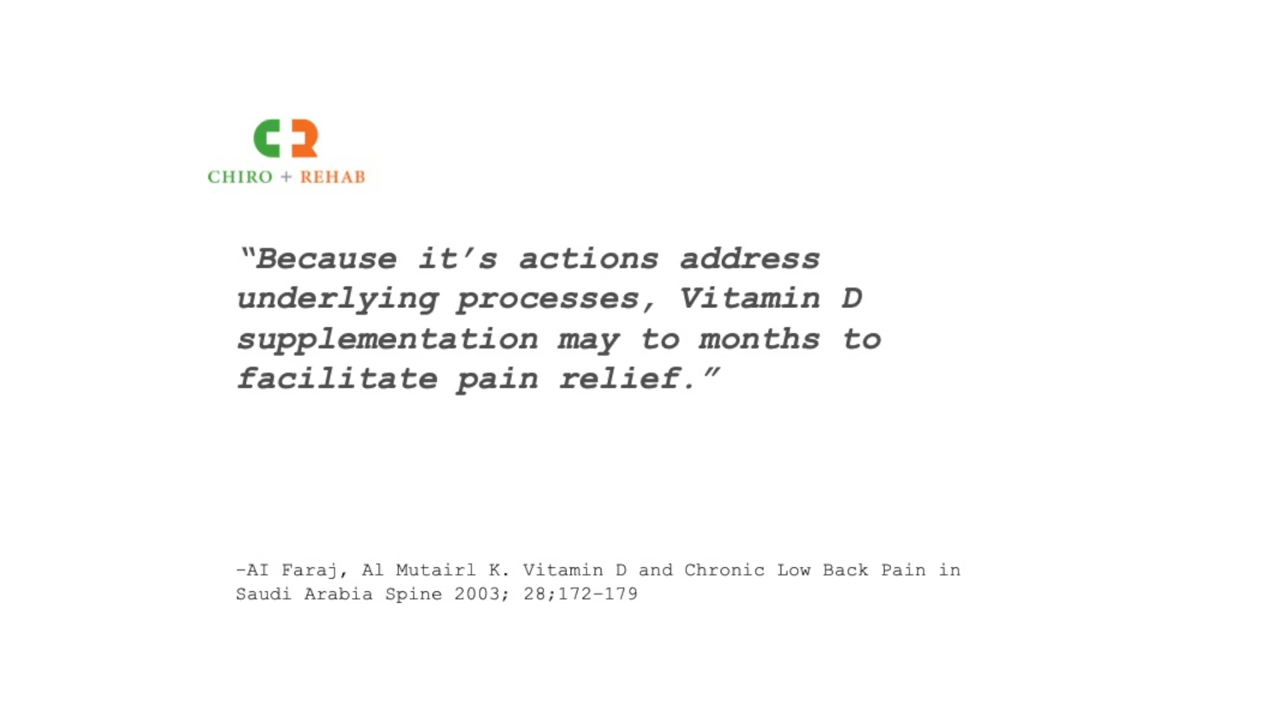 CHIRO + REHAB
“Because it’s actions address
underlying processes, Vitamin D
supplementation may to months to
facilitate pain relief.”
-AI Faraj, Al Mutairl K. Vitamin D and Chronic Low Back Pain in
Saudi Arabia Spine 2003; 28;172-179